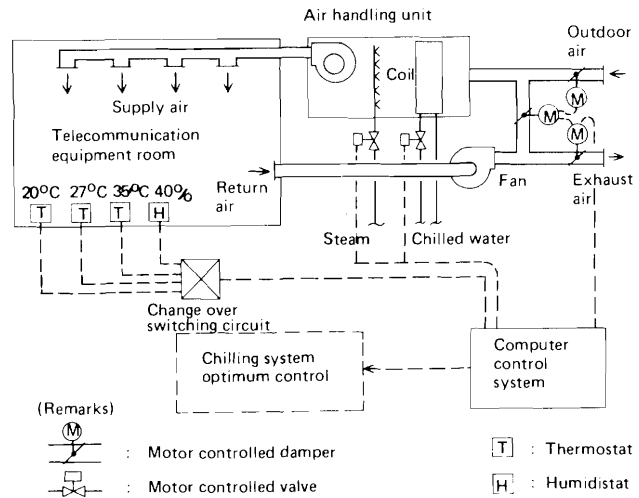 Air handling unit
Outdoor
air
Coil
M
M
M
Supply air
Telecommunication
equipment room
Return
air
Fan
Exhaust
air
20°C 27°C 35°C 40%
T T T H
Steam
Chilled water
Change over
switching circuit
Chilling system
optimum control
Computer
control
system
(Remarks)
M
: Motor controlled damper
: Motor controlled valve
T : Thermostat
H : Humidistat